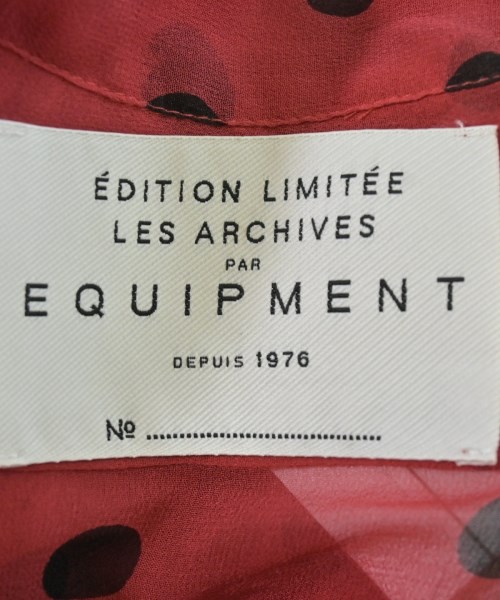 ÉDITION LIMITÉE
LES ARCHIVES
PAR
EQUIPMENT
DEPUIS 1976
Nº ....................................